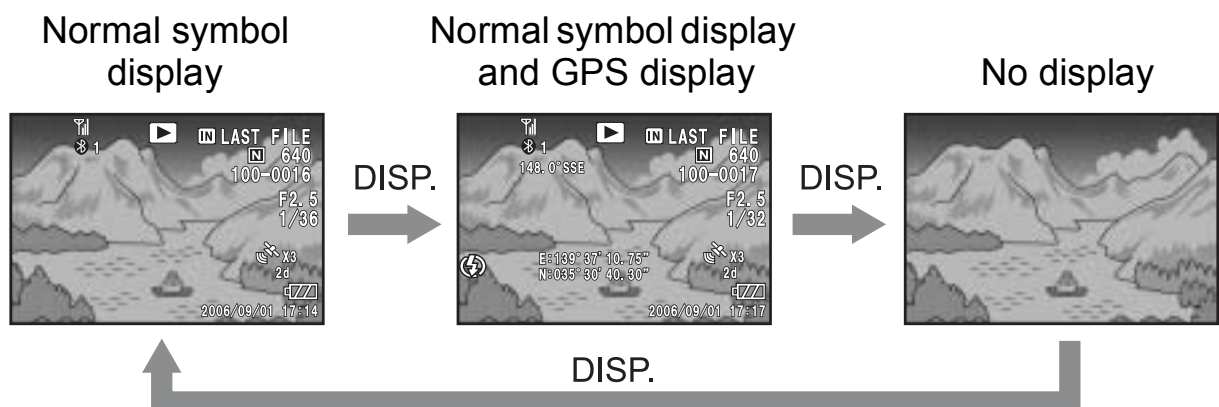 Normal symbol
display
Normal symbol display
and GPS display
No display
1
IN LAST FILE
N 640
100-0016
F2.5
1/36
X3
2d
2006/09/01 17:14
DISP.
1
IN LAST FILE
N 640
148.0°SSE
100-0017
F2.5
1/32
X3
E:139°37'10.75"
2d
N:035°30'40.30"
2006/09/01 17:17
DISP.
DISP.